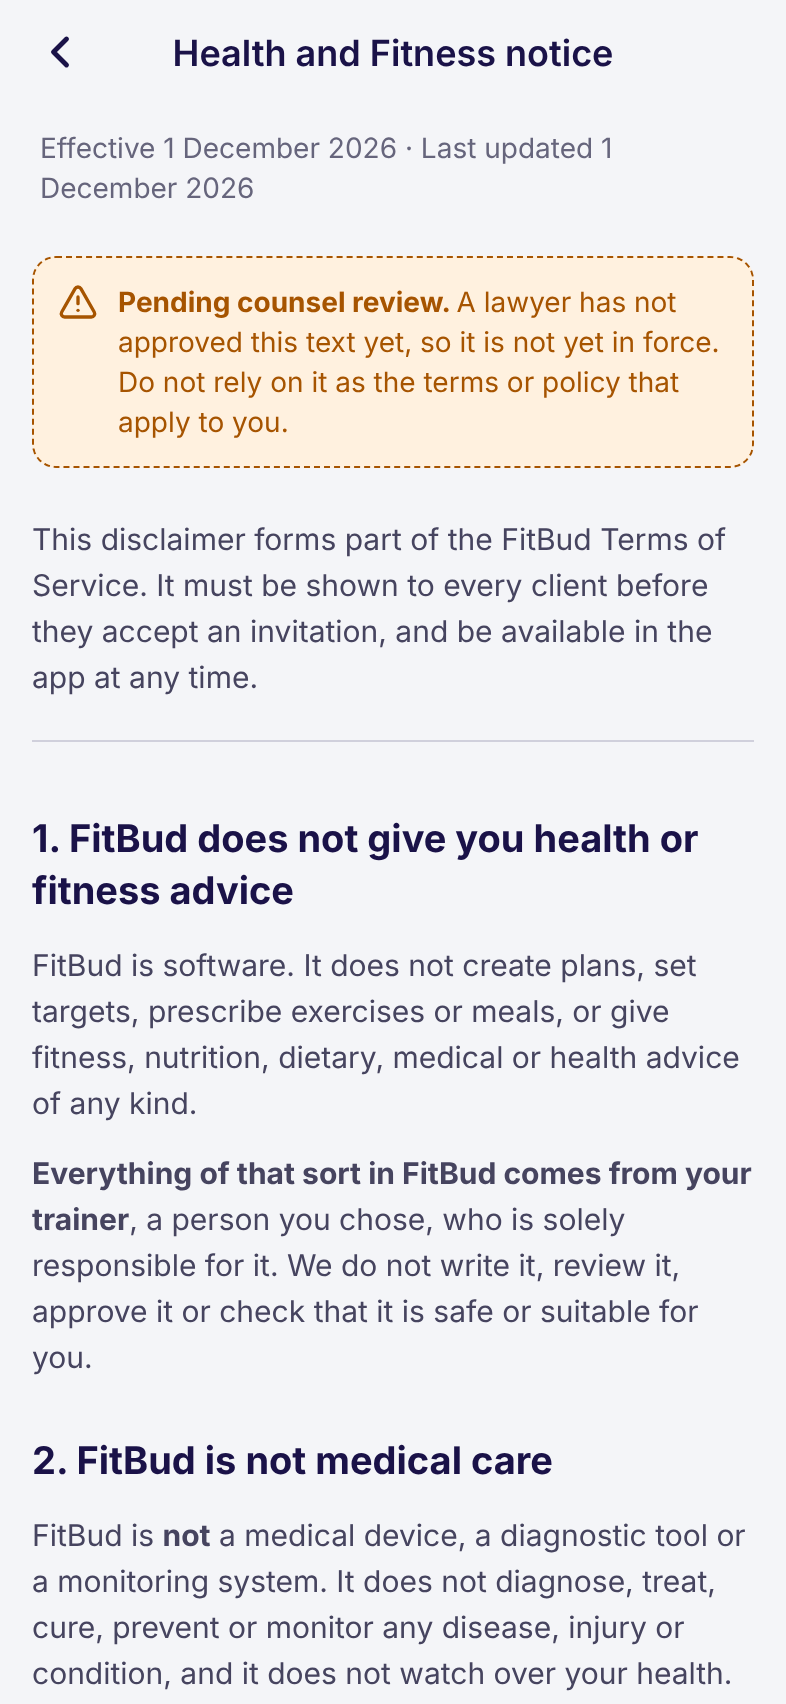 Health and Fitness notice
Effective 1 December 2026 · Last updated 1
December 2026
Pending counsel review. A lawyer has not
approved this text yet, so it is not yet in force.
Do not rely on it as the terms or policy that
apply to you.
This disclaimer forms part of the FitBud Terms of
Service. It must be shown to every client before
they accept an invitation, and be available in the
app at any time.
1. FitBud does not give you health or
fitness advice
FitBud is software. It does not create plans, set
targets, prescribe exercises or meals, or give
fitness, nutrition, dietary, medical or health advice
of any kind.
Everything of that sort in FitBud comes from your
trainer, a person you chose, who is solely
responsible for it. We do not write it, review it,
approve it or check that it is safe or suitable for
you.
2. FitBud is not medical care
FitBud is not a medical device, a diagnostic tool or
a monitoring system. It does not diagnose, treat,
cure, prevent or monitor any disease, injury or
condition, and it does not watch over your health.